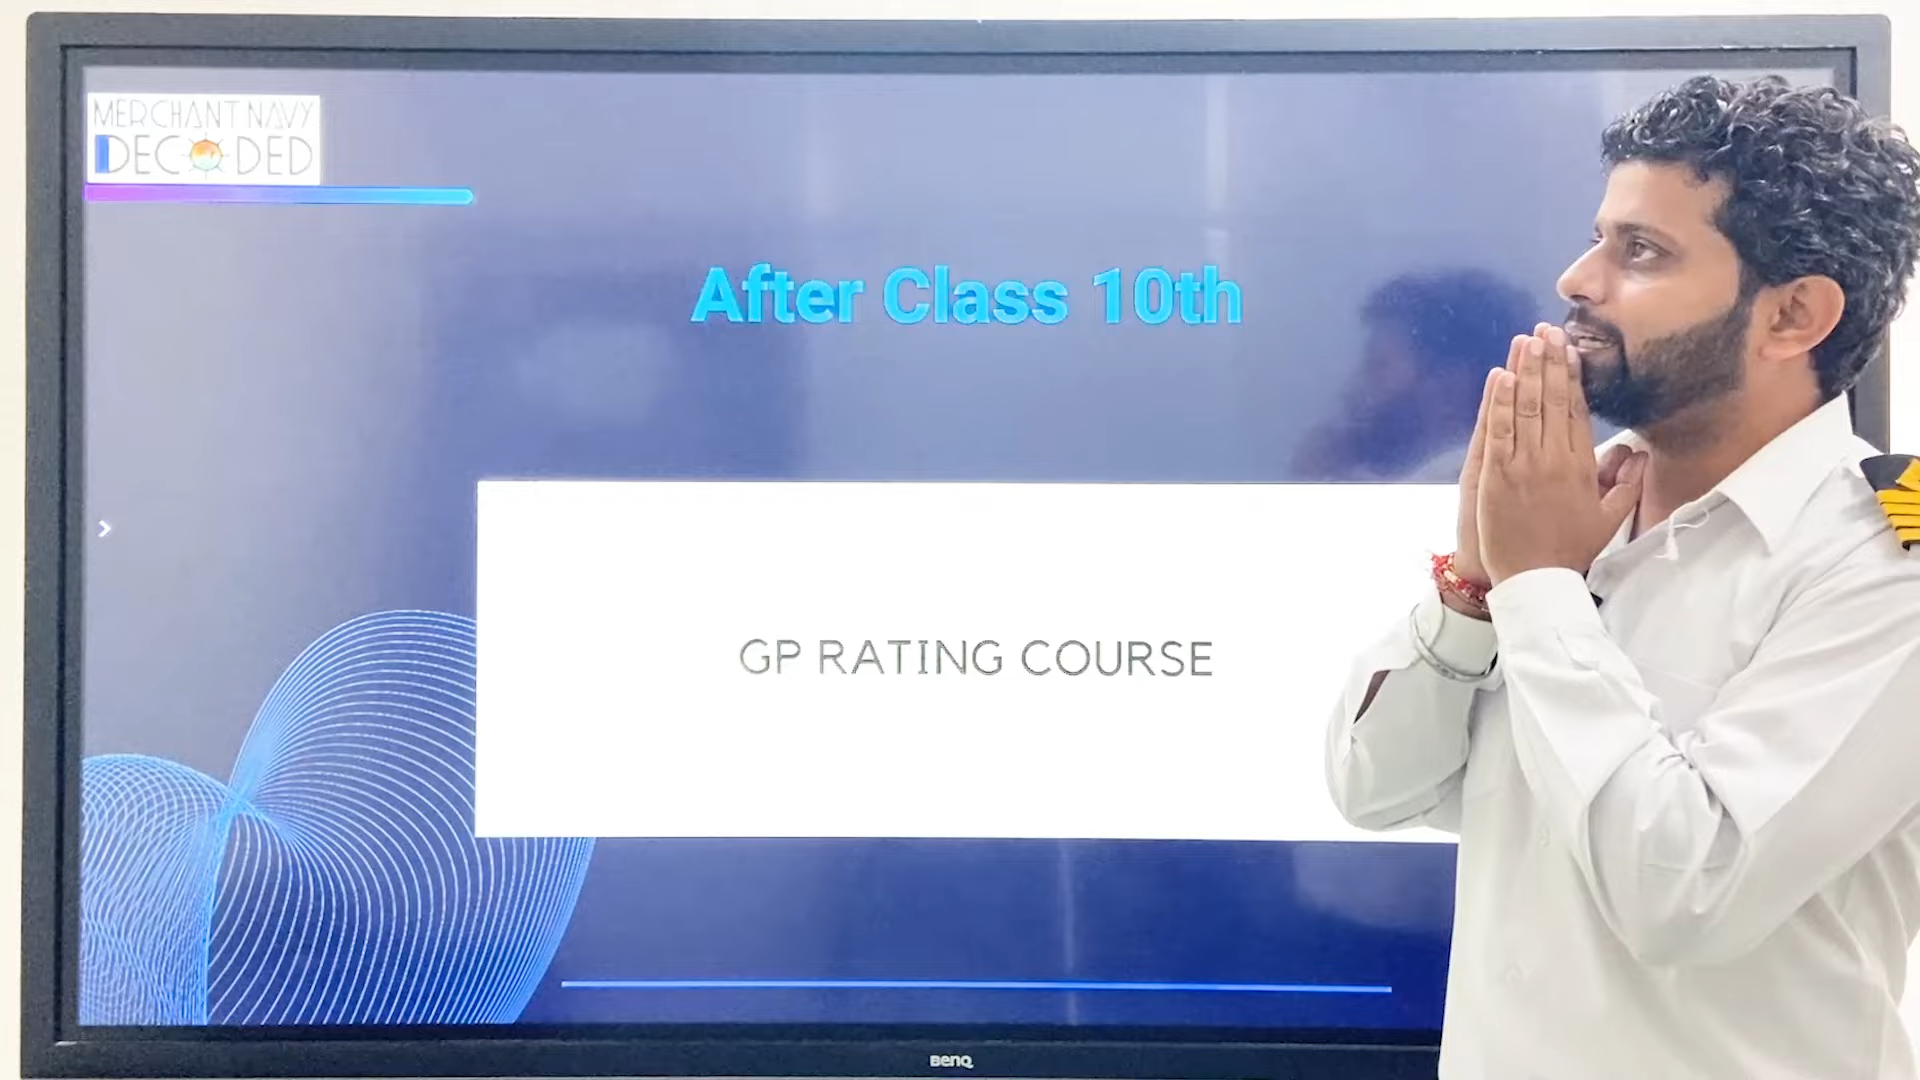 MERCHANT NAVY
DECODED
After Class 10th
GP RATING COURSE
BenQ